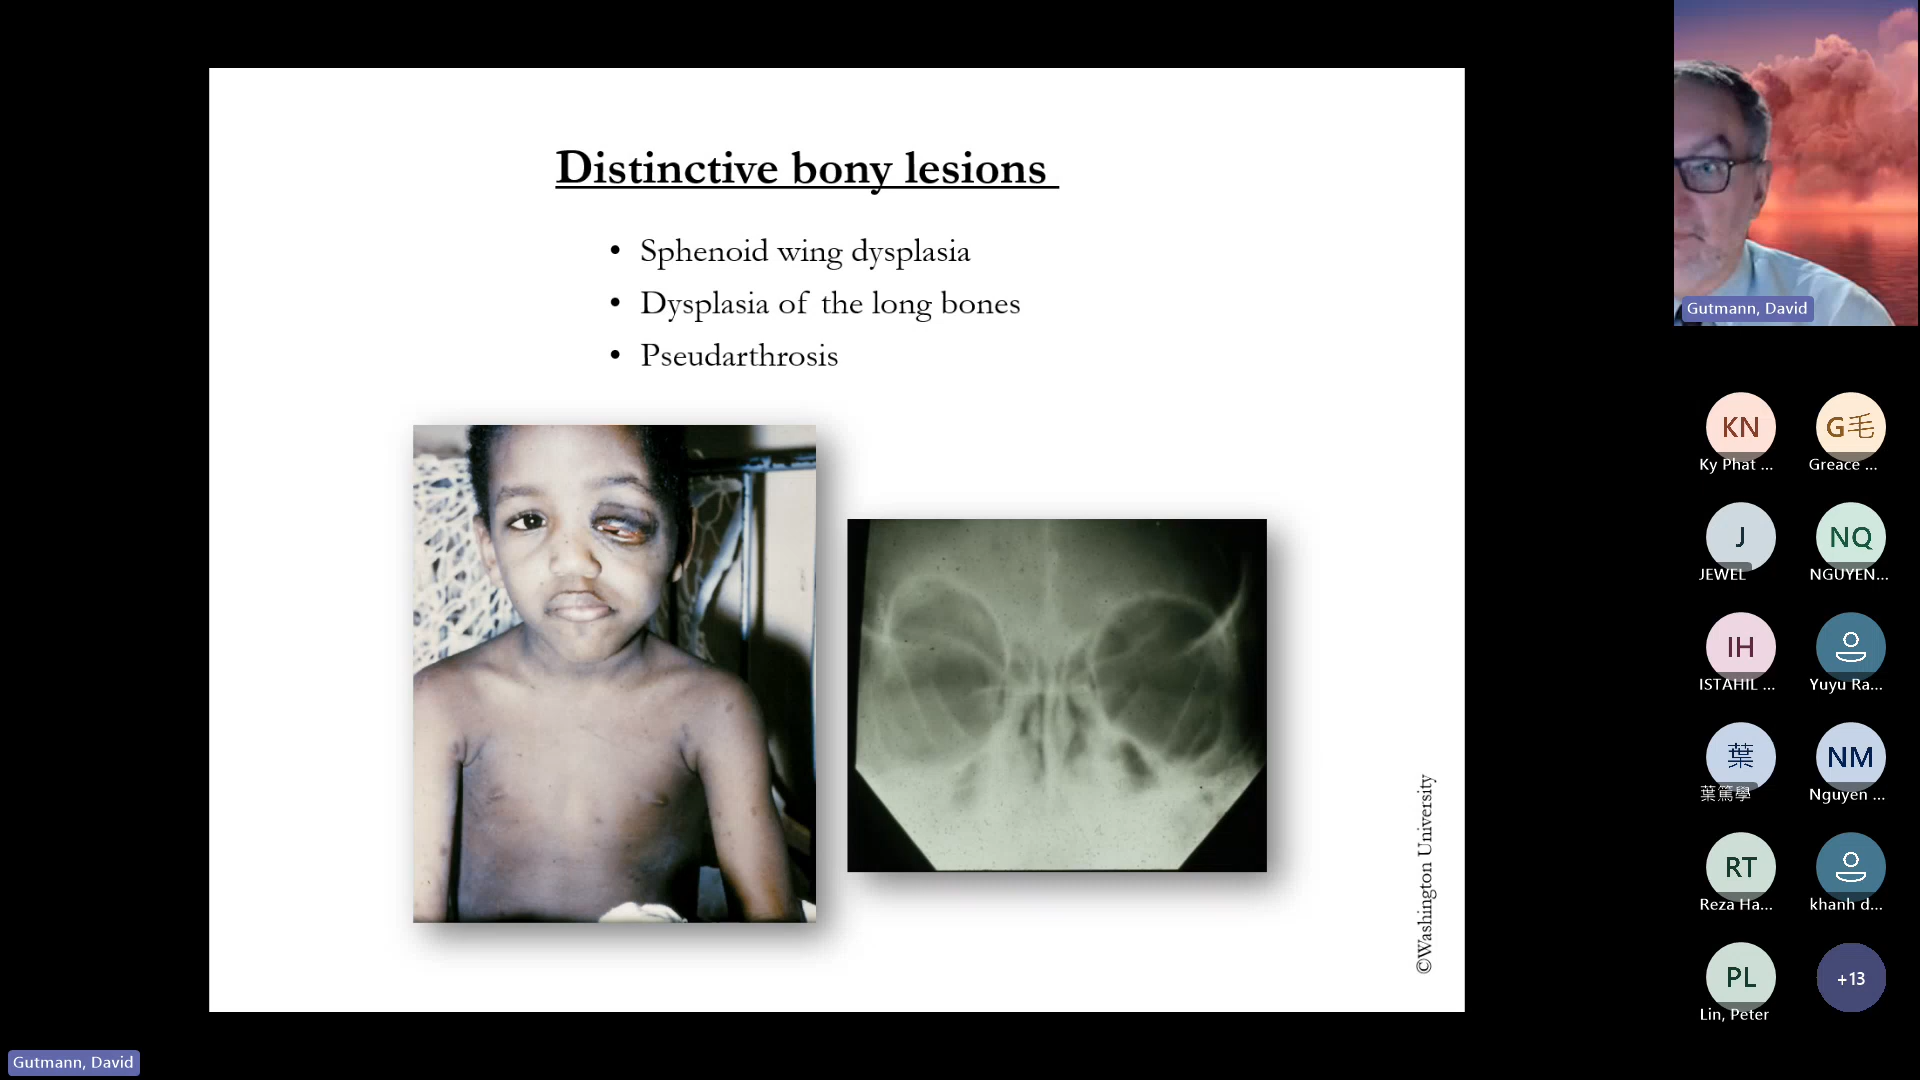 Distinctive bony lesions
• Sphenoid wing dysplasia
• Dysplasia of the long bones
• Pseudarthrosis
©Washington University
Gutmann, David
KN
Ky Phat ...
G毛
Greace ...
J
JEWEL
NQ
NGUYEN...
IH
ISTAHIL ...
Yuyu Ra...
葉
葉篤學
NM
Nguyen ...
RT
Reza Ha...
khanh d...
PL
Lin, Peter
+13
Gutmann, David